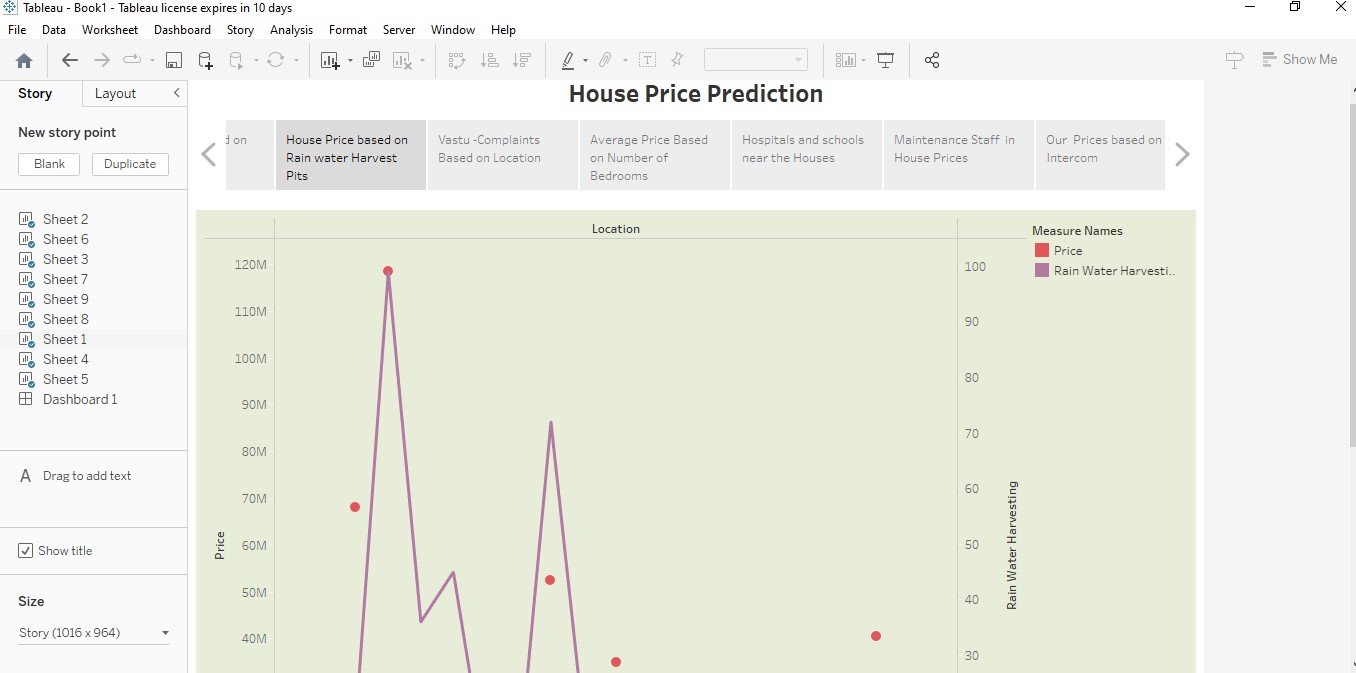 Tableau - Book1 - Tableau license expires in 10 days
File Data Worksheet Dashboard Story Analysis Format Server Window Help
Show Me
Story Layout
New story point
Blank Duplicate
Sheet 2
Sheet 6
Sheet 3
Sheet 7
Sheet 9
Sheet 8
Sheet 1
Sheet 4
Sheet 5
Dashboard 1
A Drag to add text
Show title
Size
Story (1016 x 964)
House Price Prediction
on
House Price based on
Rain water Harvest
Pits
Vastu -Complaints
Based on Location
Average Price Based
on Number of
Bedrooms
Hospitals and schools
near the Houses
Maintenance Staff in
House Prices
Our Prices based on
Intercom
Location
120M
110M
100M
90M
80M
70M
60M
50M
40M
Price
100
90
80
70
60
50
40
30
Rain Water Harvesting
Measure Names
Price
Rain Water Harvesti..